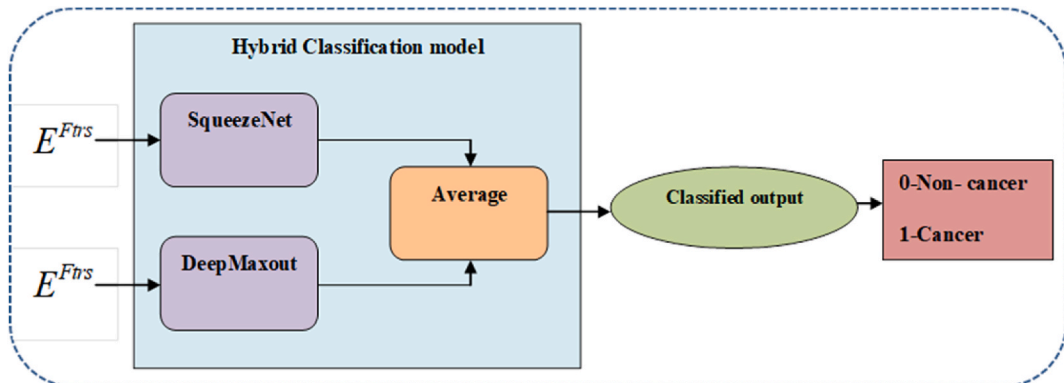 Hybrid Classification model
E^Ftrs
SqueezeNet
Average
Classified output
0-Non- cancer
1-Cancer
E^Ftrs
DeepMaxout